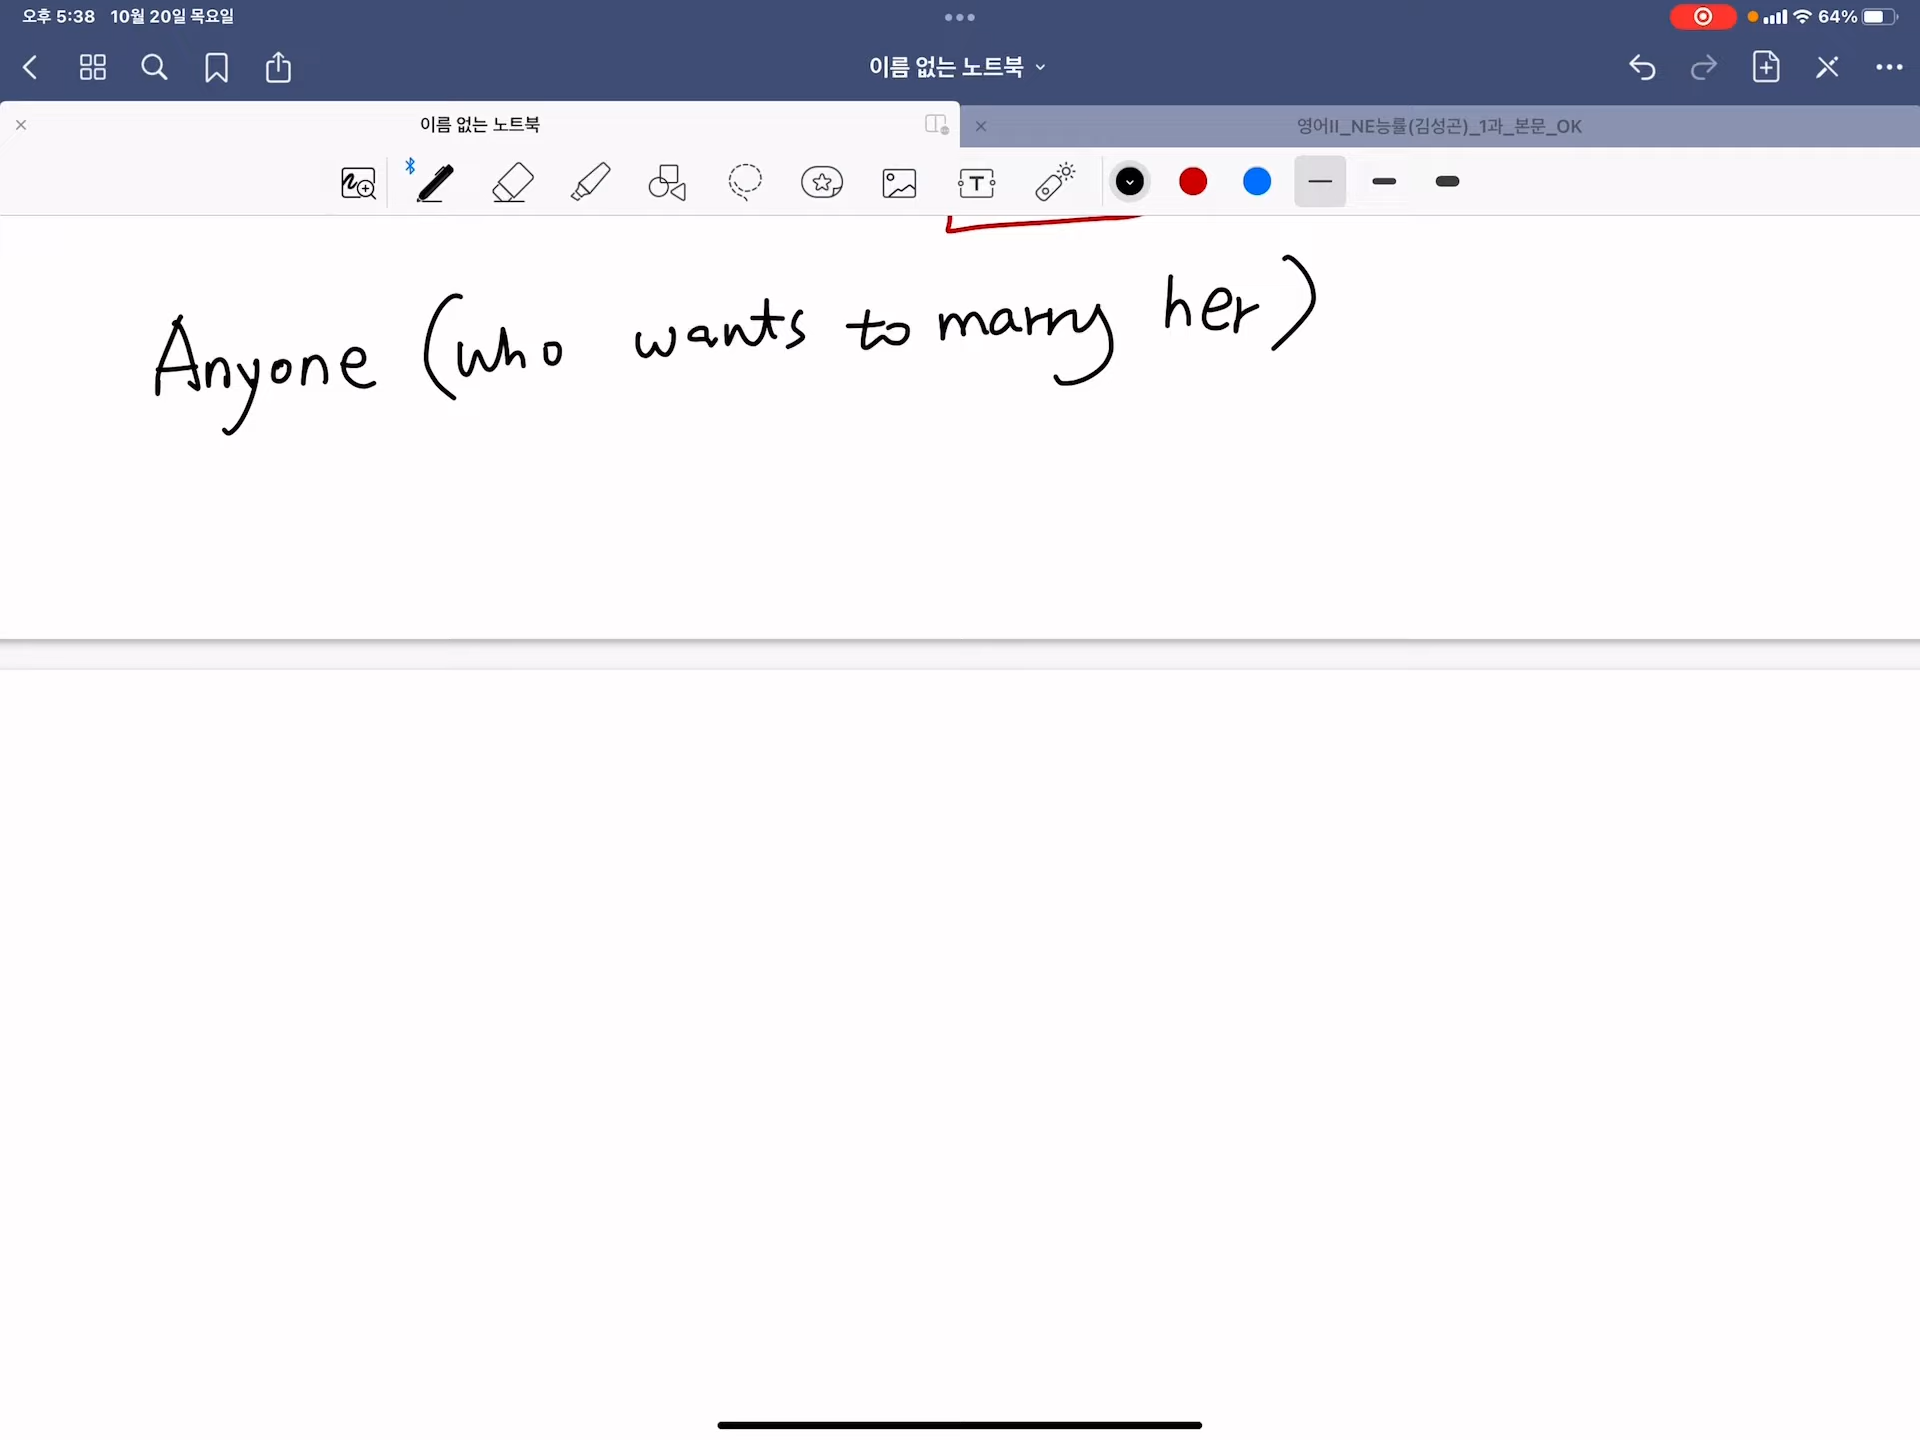 오후 5:38 10월 20일 목요일
64%
이름 없는 노트북
이름 없는 노트북
영어II_NE능률(김성곤)_1과_본문_OK
T
Anyone (who wants to marry her)